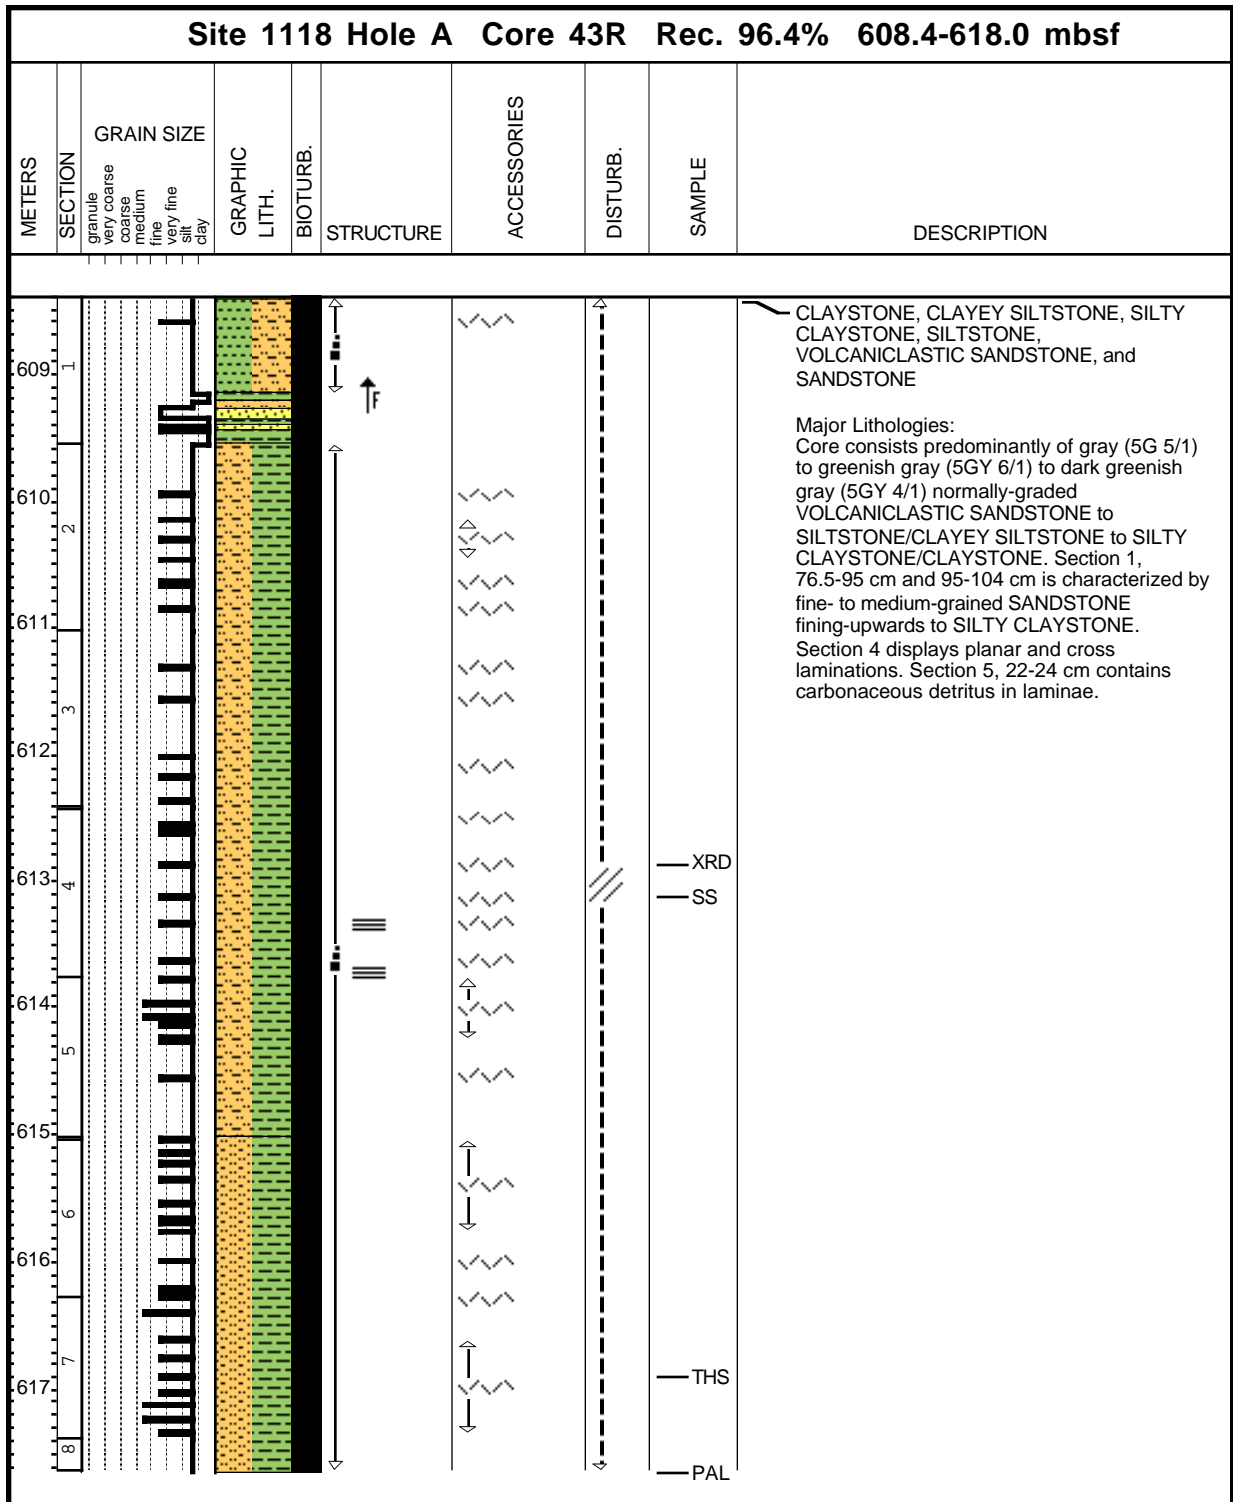 Site 1118 Hole A Core 43R Rec. 96.4% 608.4-618.0 mbsf
METERS
SECTION
GRAIN SIZE
granule
very coarse
coarse
medium
fine
very fine
silt
clay
GRAPHIC
LITH.
BIOTURB.
STRUCTURE
ACCESSORIES
DISTURB.
SAMPLE
DESCRIPTION
609
610
611
612
613
614
615
616
617
1
2
3
4
5
6
7
8
F
XRD
SS
THS
PAL
CLAYSTONE, CLAYEY SILTSTONE, SILTY
CLAYSTONE, SILTSTONE,
VOLCANICLASTIC SANDSTONE, and
SANDSTONE
Major Lithologies:
Core consists predominantly of gray (5G 5/1)
to greenish gray (5GY 6/1) to dark greenish
gray (5GY 4/1) normally-graded
VOLCANICLASTIC SANDSTONE to
SILTSTONE/CLAYEY SILTSTONE to SILTY
CLAYSTONE/CLAYSTONE. Section 1,
76.5-95 cm and 95-104 cm is characterized by
fine- to medium-grained SANDSTONE
fining-upwards to SILTY CLAYSTONE.
Section 4 displays planar and cross
laminations. Section 5, 22-24 cm contains
carbonaceous detritus in laminae.